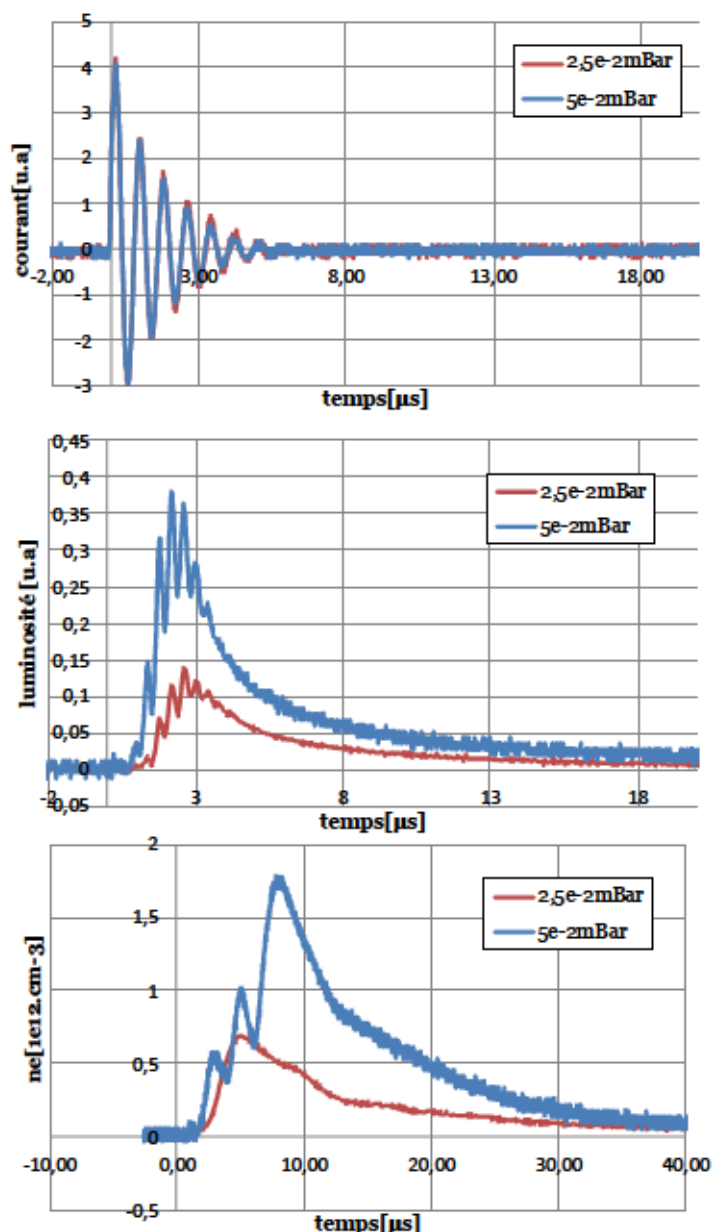 5
4
3
2
1
0
-1
-2
-3
courant[u.a]
2,5e-2mBar
5e-2mBar
-2,00 3,00 8,00 13,00 18,00
temps[µs]
0,45
0,4
0,35
0,3
0,25
0,2
0,15
0,1
0,05
0
0,05
luminosité [u.a]
2,5e-2mBar
5e-2mBar
-2 3 8 13 18
temps[µs]
2
1,5
1
0,5
0
-0,5
ne[1e12.cm-3]
2,5e-2mBar
5e-2mBar
-10,00 0,00 10,00 20,00 30,00 40,00
temps[µs]